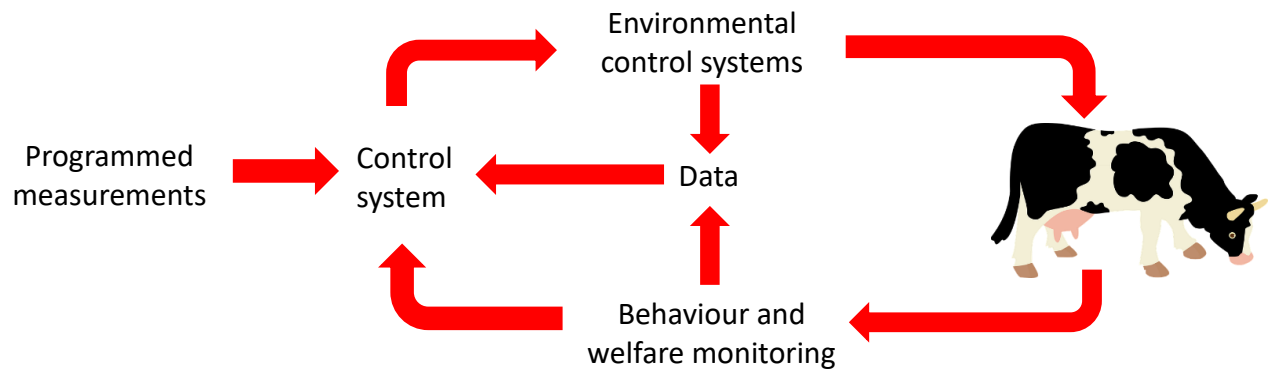 Environmental
control systems
Programmed
measurements
Control
system
Data
Behaviour and
welfare monitoring